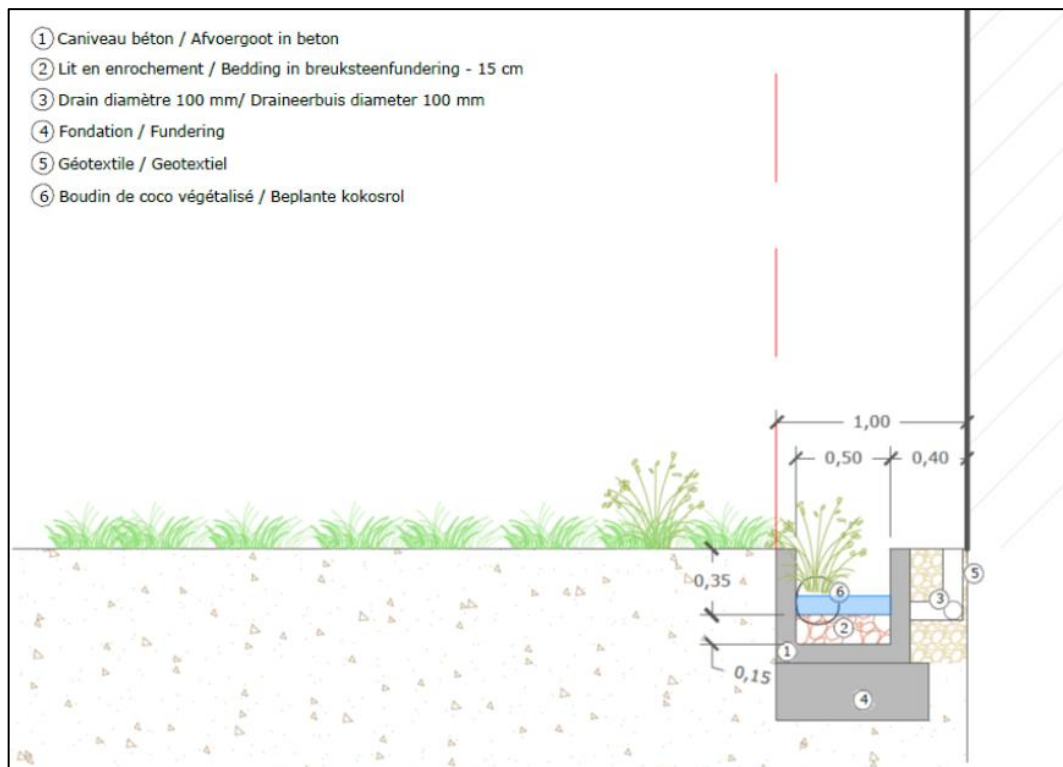 1 Caniveau béton / Afvoergoot in beton
2 Lit en enrochement / Bedding in breuksteenfundering - 15 cm
3 Drain diamètre 100 mm/ Draineerbuis diameter 100 mm
4 Fondation / Fundering
5 Géotextile / Geotextiel
6 Boudin de coco végétalisé / Beplante kokosrol
1,00
0,50 0,40
0,35
5
6
3
2
1
0,15
4